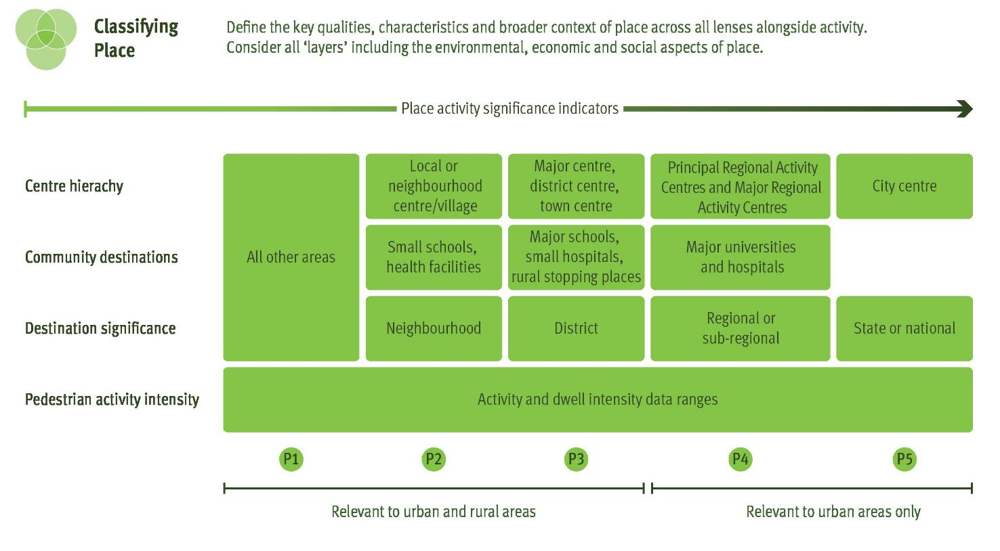 Classifying
Place
Define the key qualities, characteristics and broader context of place across all lenses alongside activity.
Consider all ‘layers’ including the environmental, economic and social aspects of place.
Place activity significance indicators
Centre hierachy
Local or
neighbourhood
centre/village
Major centre,
district centre,
town centre
Principal Regional Activity
Centres and Major Regional
Activity Centres
City centre
Community destinations
All other areas
Small schools,
health facilities
Major schools,
small hospitals,
rural stopping places
Major universities
and hospitals
Destination significance
Neighbourhood
District
Regional or
sub-regional
State or national
Pedestrian activity intensity
Activity and dwell intensity data ranges
P1
P2
P3
P4
P5
Relevant to urban and rural areas
Relevant to urban areas only